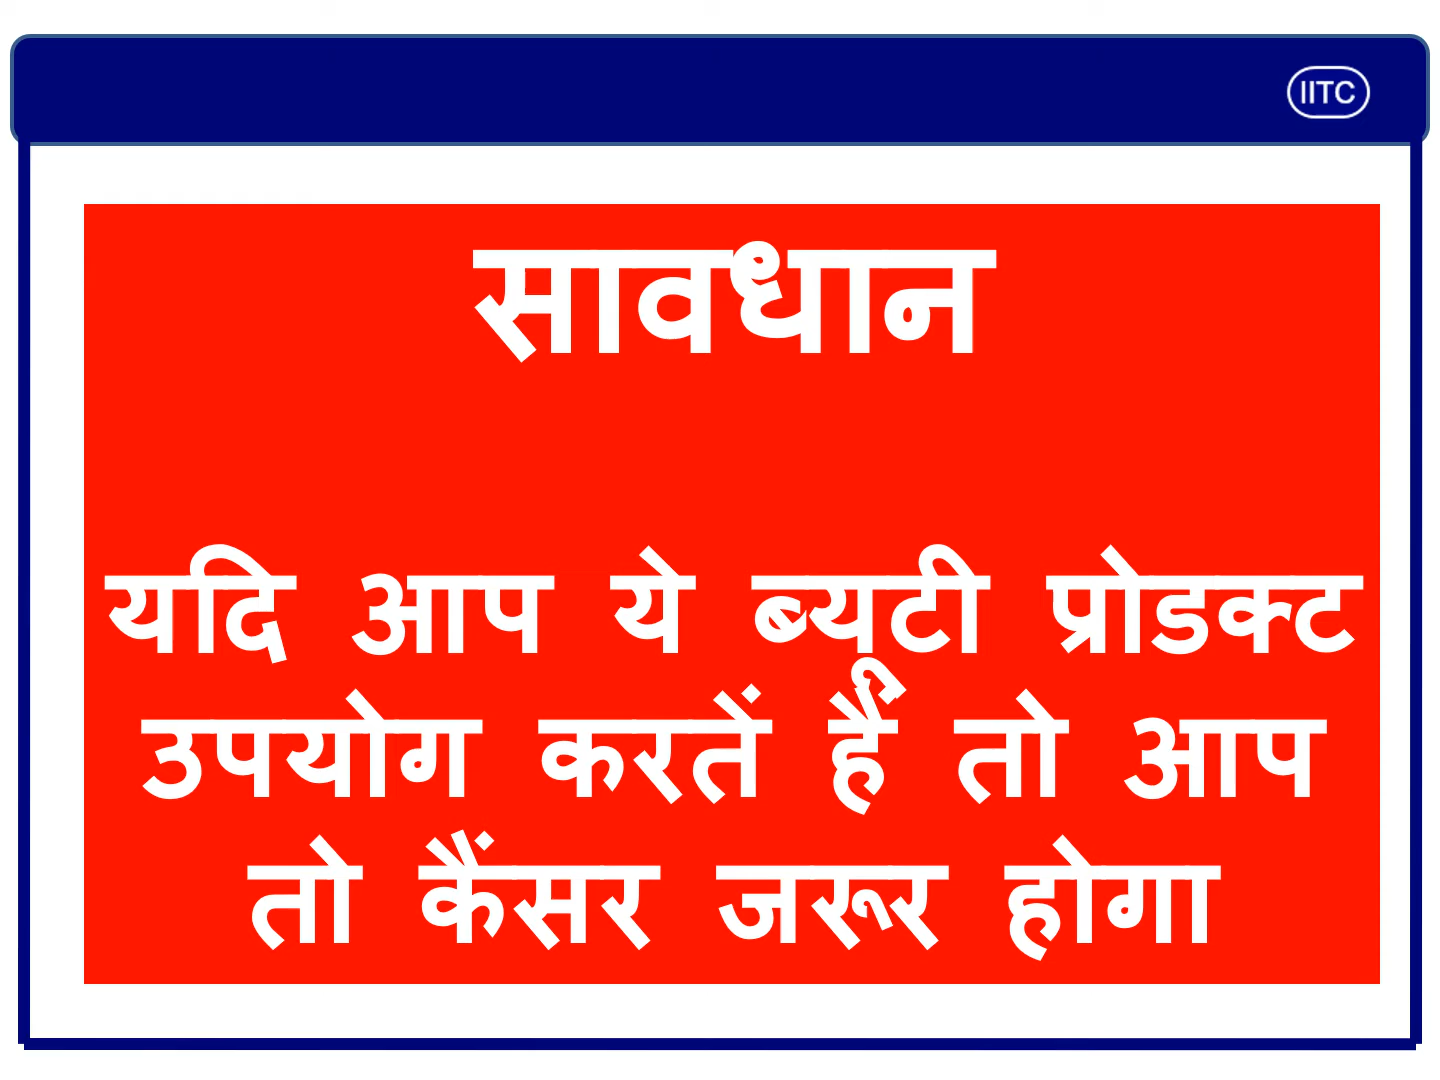 IITC
सावधान
यदि आप ये ब्यूटी प्रोडक्ट
उपयोग करतें हैं तो आप
तो कैंसर जरूर होगा